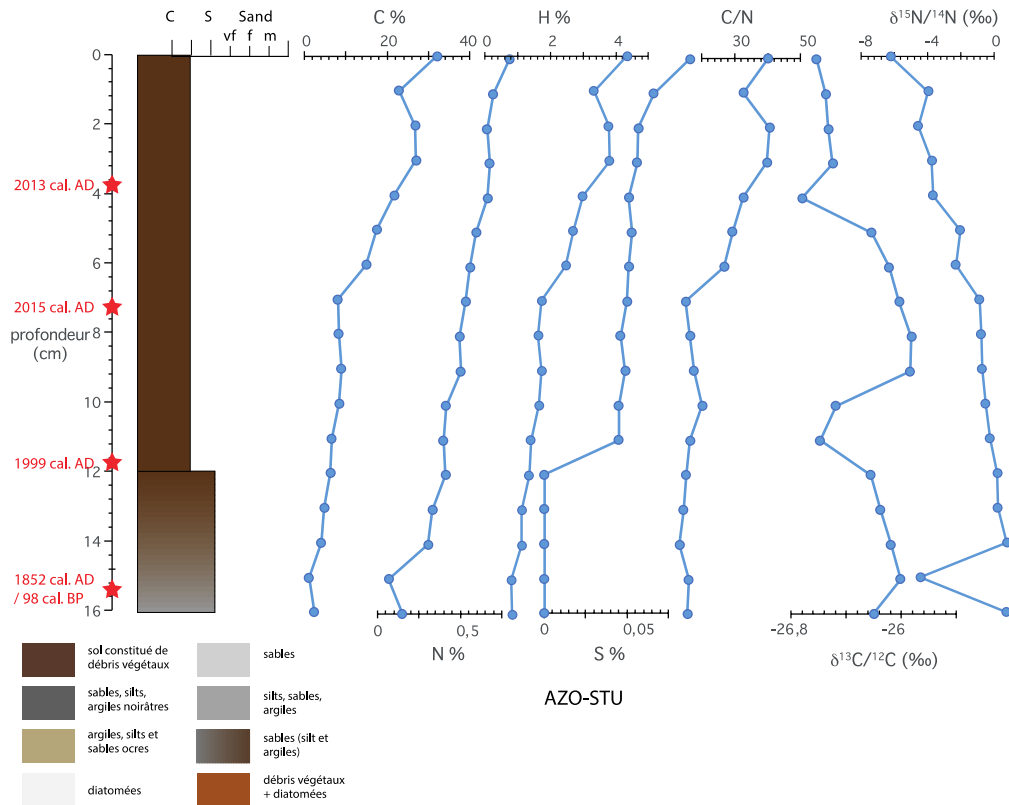 C S Sand
vf f m
C % H % C/N δ¹⁵N/¹⁴N (‰)
0 20 40 0 2 4 30 50 -8 -4 0
0
2
2013 cal. AD
4
6
2015 cal. AD
profondeur
(cm)
8
10
1999 cal. AD
12
14
1852 cal. AD
/ 98 cal. BP
16
0 0,5 0 0,05 -26,8 -26
N % S % δ¹³C/¹²C (‰)
AZO-STU
sol constitué de
débris végétaux
sables
sables, silts,
argiles noirâtres
silts, sables,
argiles
argiles, silts et
sables ocres
sables (silt et
argiles)
diatomées
débris végétaux
+ diatomées